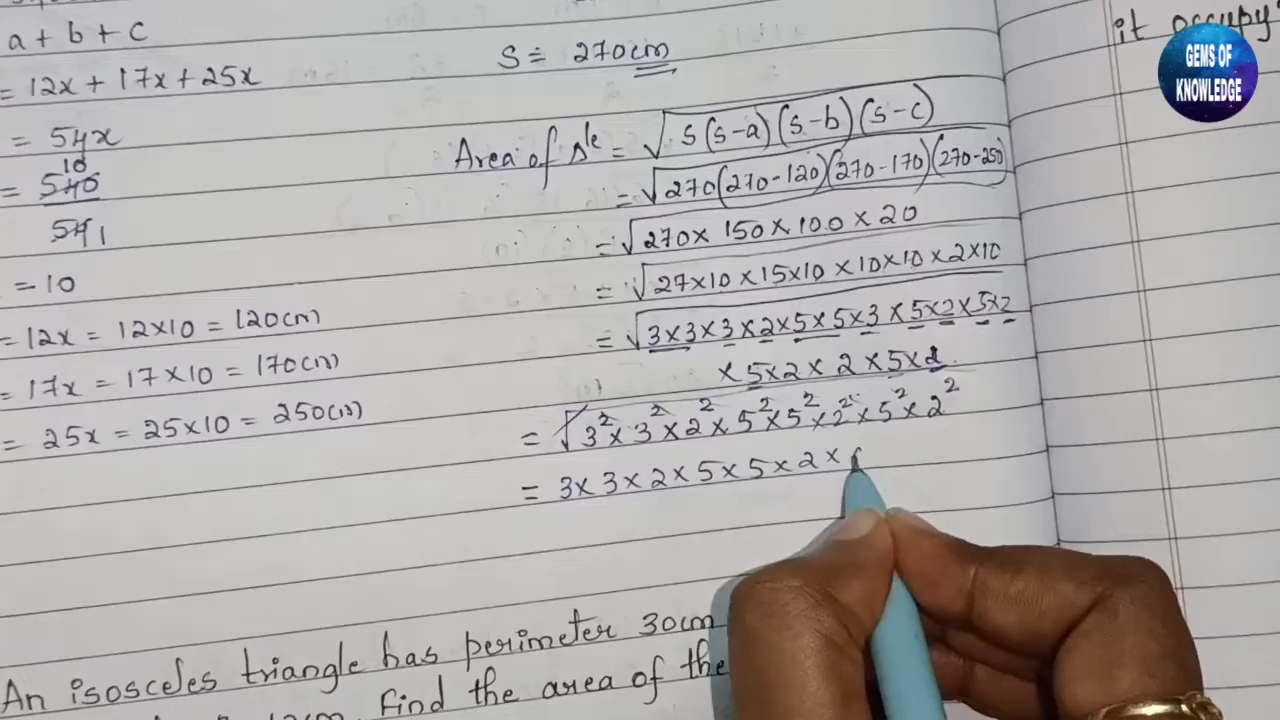 a + b + c
= 12x + 17x + 25x
= 54x
10
= 540
54 1
= 10
= 12x = 12×10 = 120cm
= 17x = 17×10 = 170cm
= 25x = 25×10 = 250cm
S = 270cm
Area of Δle = √s(s-a)(s-b)(s-c)
= √270(270-120)(270-170)(270-250)
= √270×150×100×20
= √27×10×15×10×10×10×2×10
= √3×3×3×2×5×5×3×5×2×5×2
×5×2×2×5×2
= √3²×3²×2²×5²×5²×2²×5²×2²
= 3×3×2×5×5×2×
An isosceles triangle has perimeter 30cm
12cm. Find the area of the
it occupy
GEMS OF
KNOWLEDGE